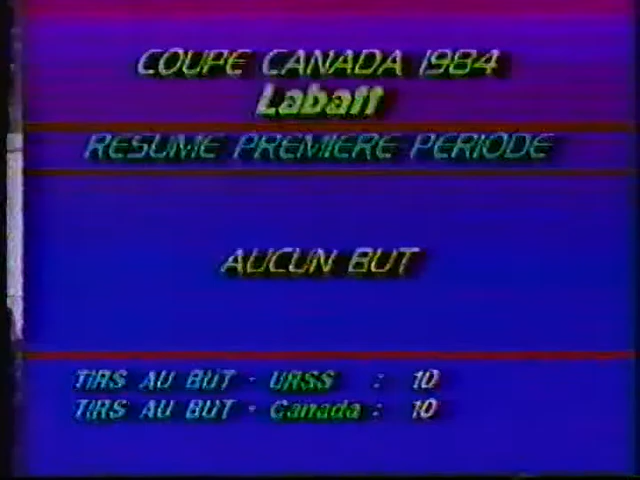 COUPE CANADA 1984
Labatt
RESUME PREMIERE PERIODE
AUCUN BUT
TIRS AU BUT - URSS : 10
TIRS AU BUT - Canada : 10